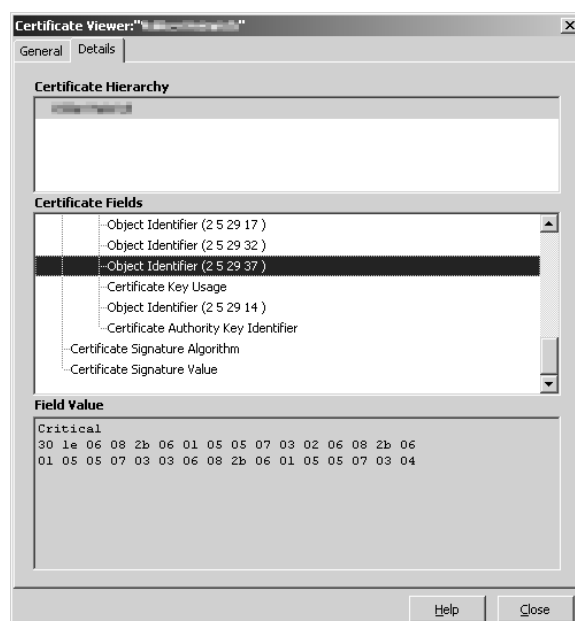 Certificate Viewer:"
General Details
Certificate Hierarchy
Certificate Fields
Object Identifier (2 5 29 17 )
Object Identifier (2 5 29 32 )
Object Identifier (2 5 29 37 )
Certificate Key Usage
Object Identifier (2 5 29 14 )
Certificate Authority Key Identifier
Certificate Signature Algorithm
Certificate Signature Value
Field Value
Critical
30 1e 06 08 2b 06 01 05 05 07 03 02 06 08 2b 06
01 05 05 07 03 03 06 08 2b 06 01 05 05 07 03 04
Help Close